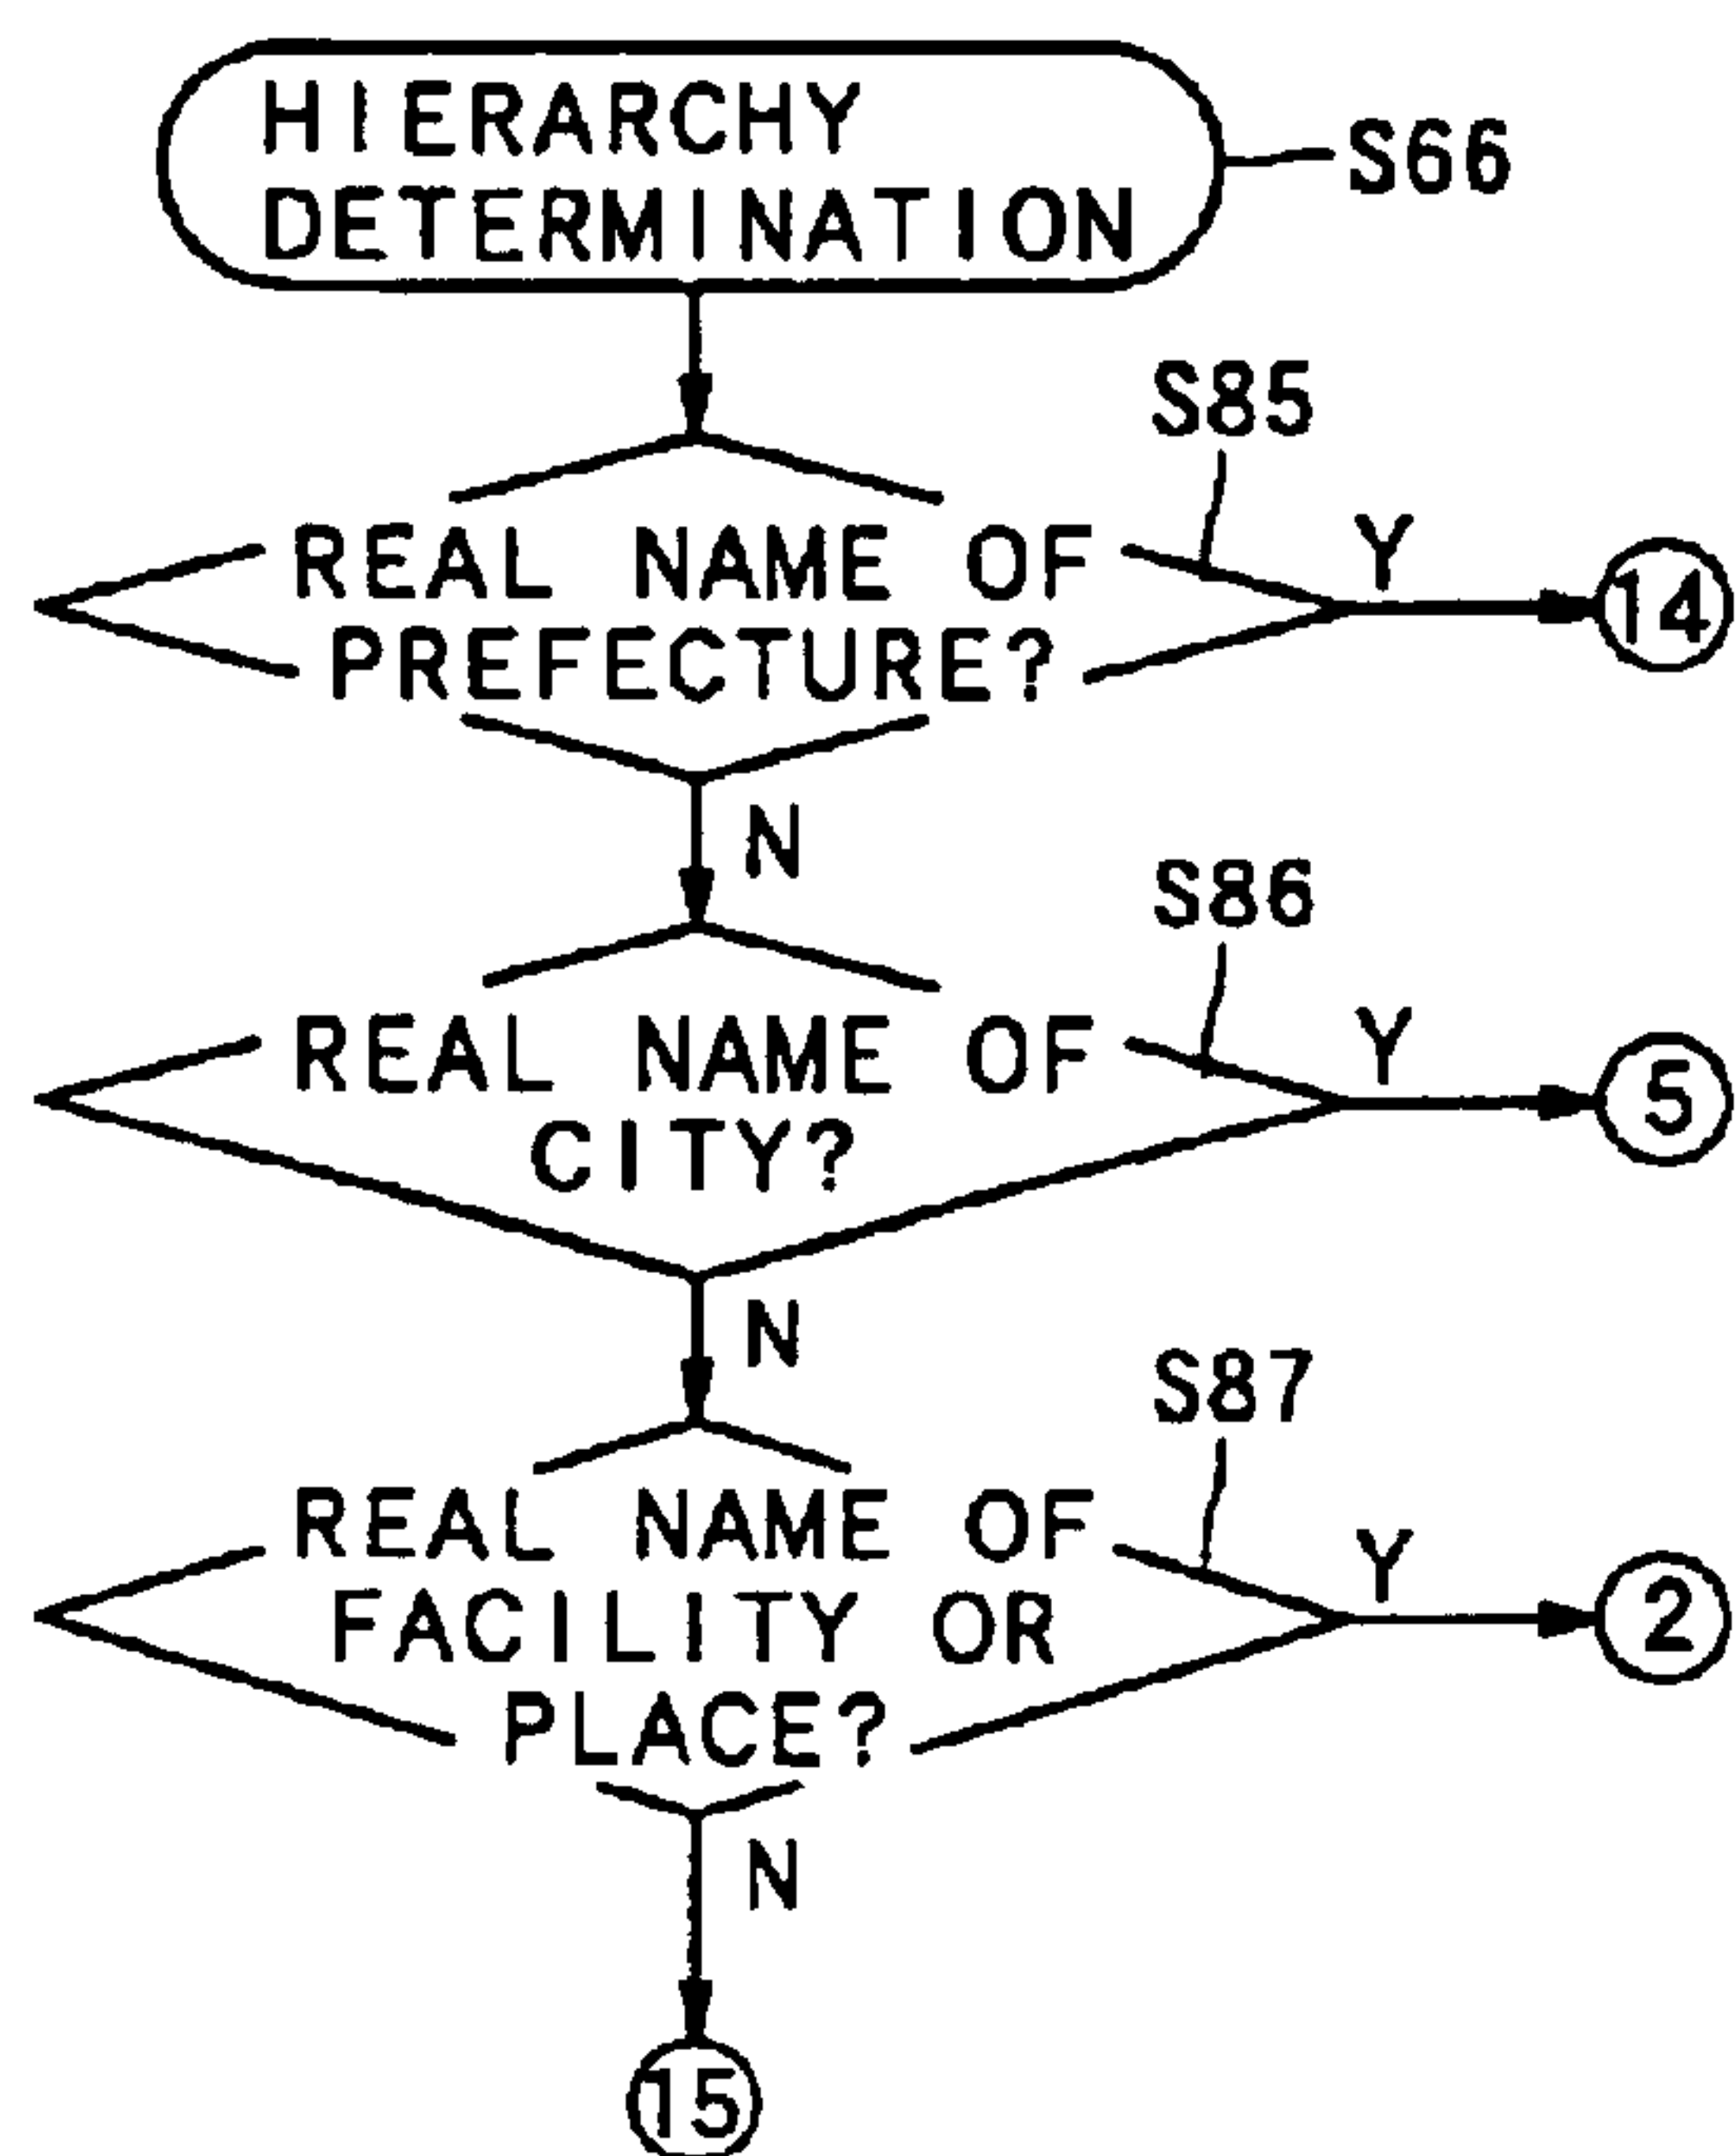 HIERARCHY
DETERMINATION
S66
S85
REAL NAME OF
PREFECTURE?
Y
14
N
S86
REAL NAME OF
CITY?
Y
5
N
S87
REAL NAME OF
FACILITY OR
PLACE?
Y
2
N
15